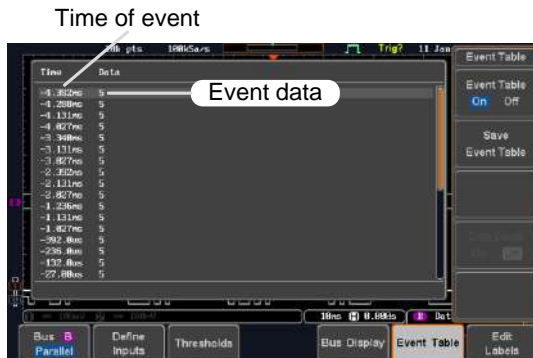 Time of event
10k pts 100kSa/s Trig? 11 Jan
Event Table
Time Data
Event data
-4.392ms 5
-4.288ms 5
-4.131ms 5
-4.027ms 5
-3.340ms 5
-3.131ms 5
-3.027ms 5
-2.392ms 5
-2.131ms 5
-2.027ms 5
-1.236ms 5
-1.131ms 5
-1.027ms 5
-392.0us 5
-236.0us 5
-132.0us 5
-27.00us 5
Event Table
On Off
Save
Event Table
10ms 0.000s B Dat
Bus B
Parallel
Define
Inputs
Thresholds
Bus Display
Event Table
Edit
Labels